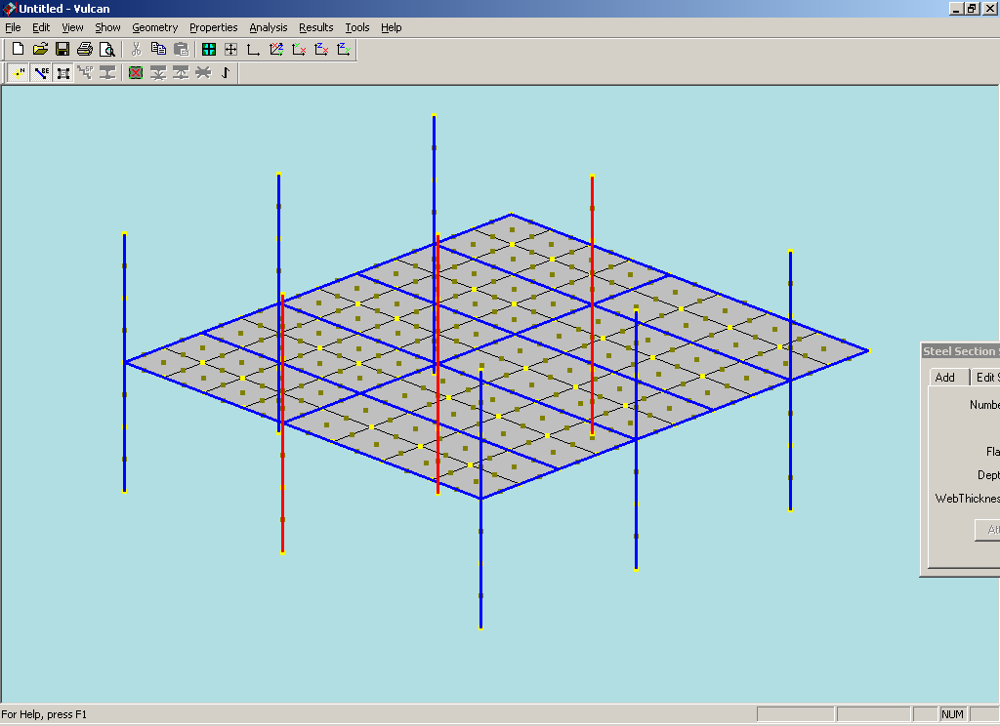 Untitled - Vulcan
File Edit View Show Geometry Properties Analysis Results Tools Help
Steel Section
Add Edit
Numbe
Fla
Dept
WebThicknes
At
For Help, press F1
NUM